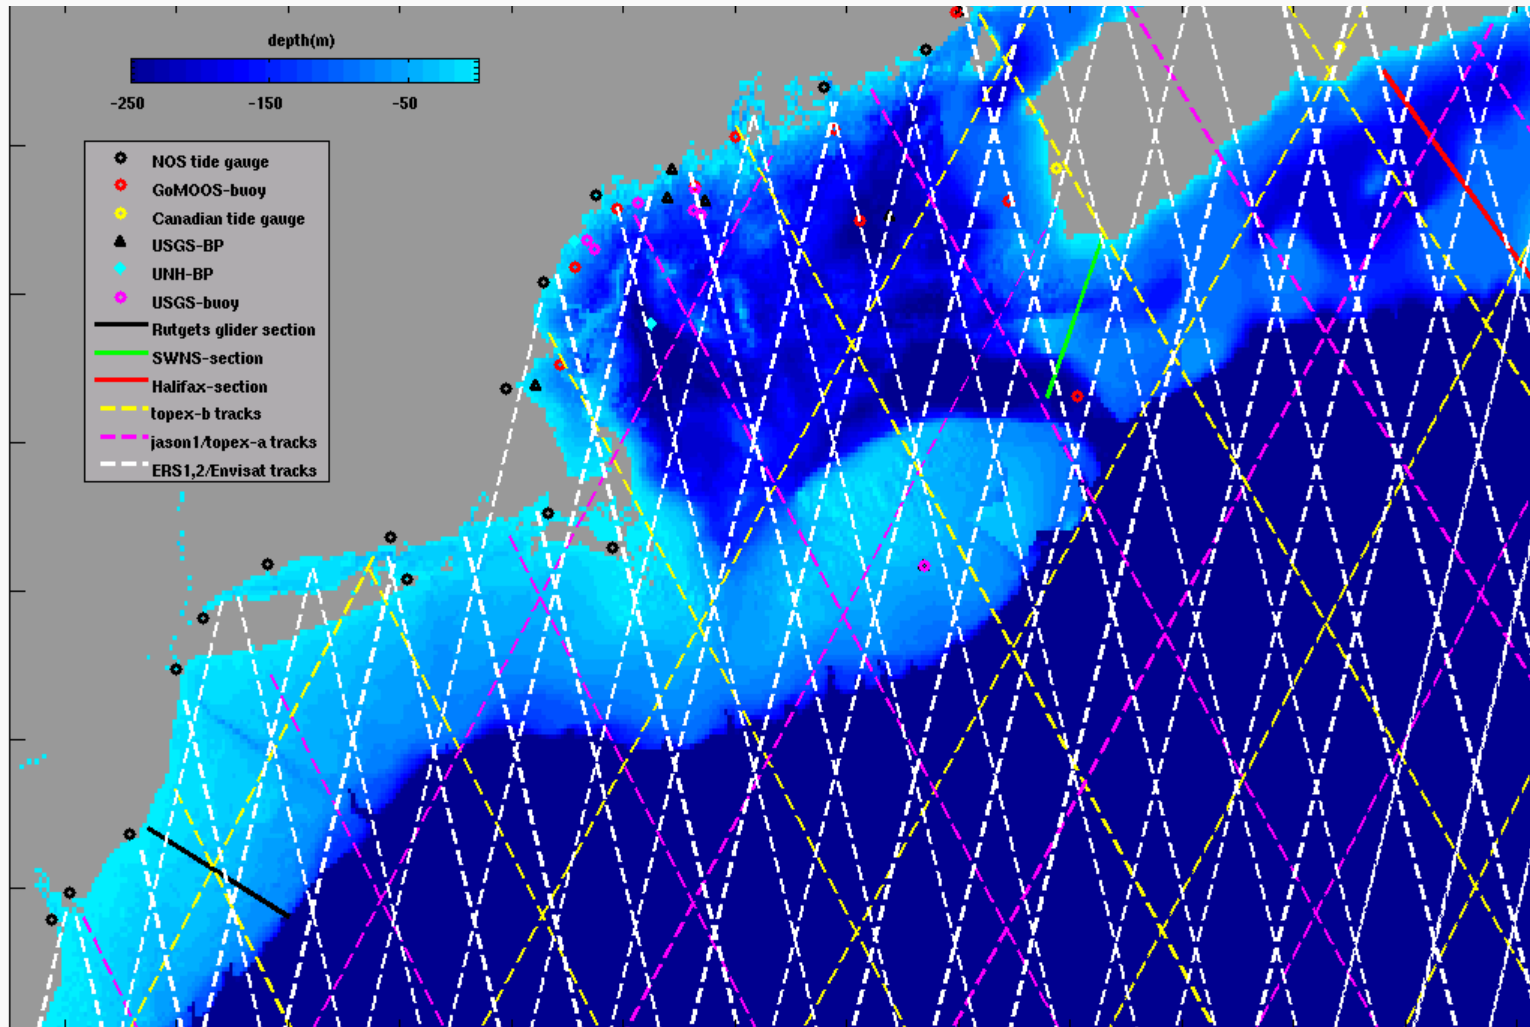 depth(m)
-250 -150 -50
NOS tide gauge
GoMOOS-buoy
Canadian tide gauge
USGS-BP
UNH-BP
USGS-buoy
Rutgets glider section
SWNS-section
Halifax-section
topex-b tracks
jason1/topex-a tracks
ERS1,2/Envisat tracks